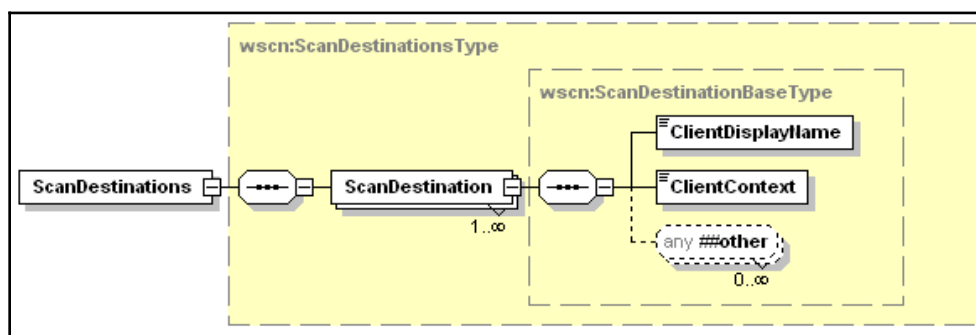 wscn:ScanDestinationsType
wscn:ScanDestinationBaseType
ClientDisplayName
ScanDestinations
ScanDestination
1..∞
ClientContext
any ##other
0..∞